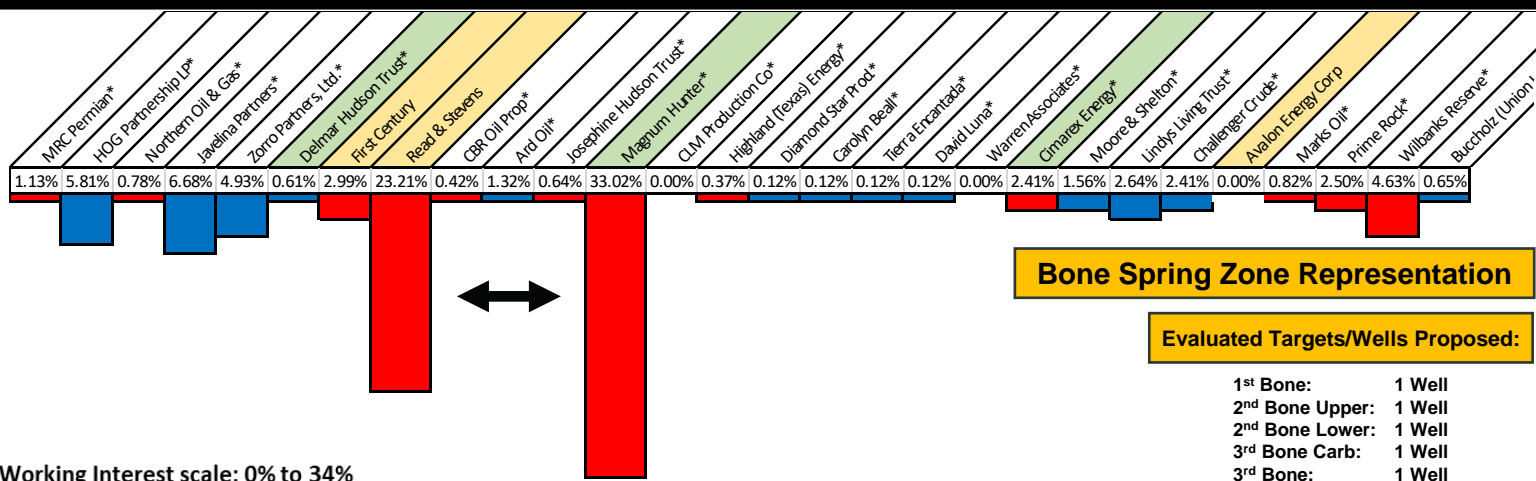 MRC Permian*
HOG Partnership LP*
Northern Oil & Gas*
Javelina Partners*
Zorro Partners, Ltd.*
Delmar Hudson Trust*
First Century
Read & Stevens
CBR Oil Prop*
Ard Oil*
Josephine Hudson Trust*
Magnum Hunter*
CLM Production Co*
Highland (Texas) Energy*
Diamond Star Prod.*
Carolyn Beall*
Tierra Encantada*
David Luna*
Warren Associates*
Cimarex Energy*
Moore & Shelton*
Lindys Living Trust*
Challenger Crude*
Avalon Energy Corp
Marks Oil*
Prime Rock*
Wilbanks Reserve*
Buccholz (Union
1.13% 5.81% 0.78% 6.68% 4.93% 0.61% 2.99% 23.21% 0.42% 1.32% 0.64% 33.02% 0.00% 0.37% 0.12% 0.12% 0.12% 0.12% 0.00% 2.41% 1.56% 2.64% 2.41% 0.00% 0.82% 2.50% 4.63% 0.65%
Bone Spring Zone Representation
Evaluated Targets/Wells Proposed:
1st Bone: 1 Well
2nd Bone Upper: 1 Well
2nd Bone Lower: 1 Well
3rd Bone Carb: 1 Well
3rd Bone: 1 Well
Working Interest scale: 0% to 34%